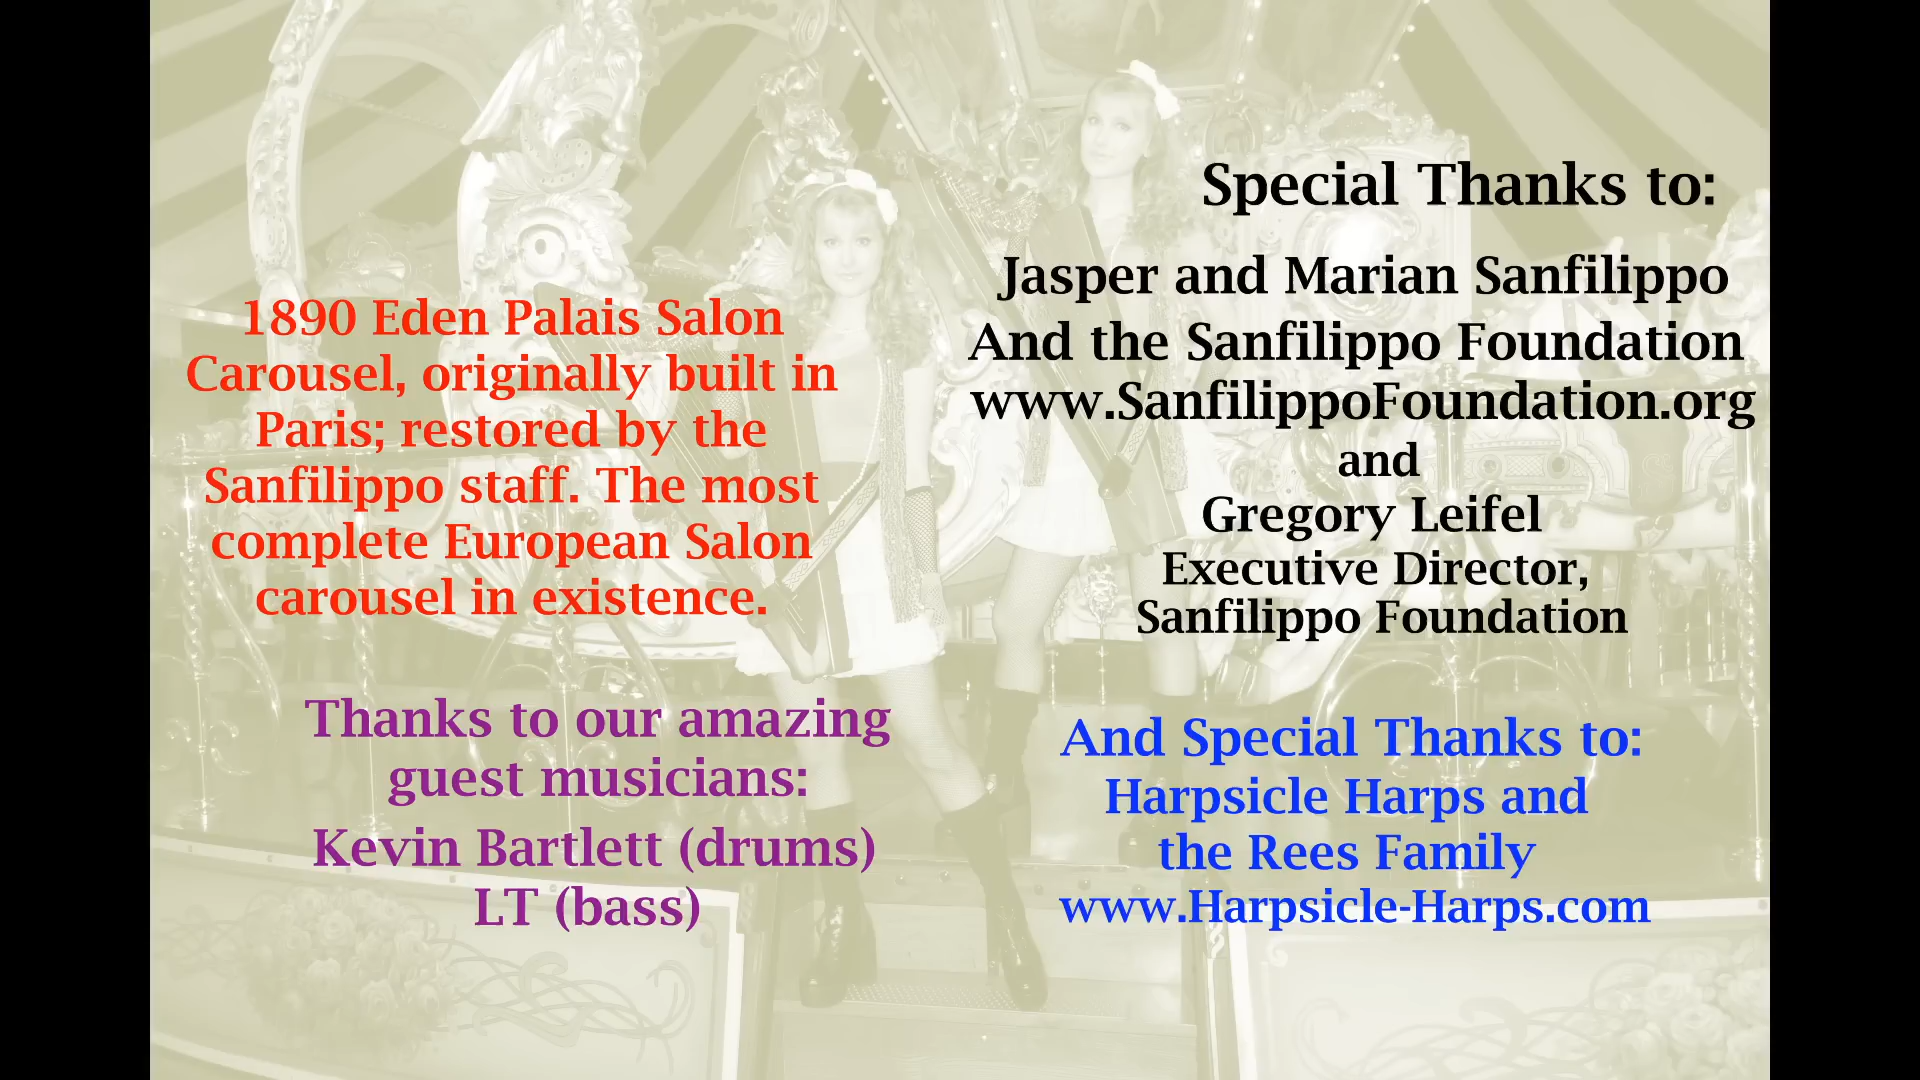 1890 Eden Palais Salon
Carousel, originally built in
Paris; restored by the
Sanfilippo staff. The most
complete European Salon
carousel in existence.
Thanks to our amazing
guest musicians:
Kevin Bartlett (drums)
LT (bass)
Special Thanks to:
Jasper and Marian Sanfilippo
And the Sanfilippo Foundation
www.SanfilippoFoundation.org
and
Gregory Leifel
Executive Director,
Sanfilippo Foundation
And Special Thanks to:
Harpsicle Harps and
the Rees Family
www.Harpsicle-Harps.com